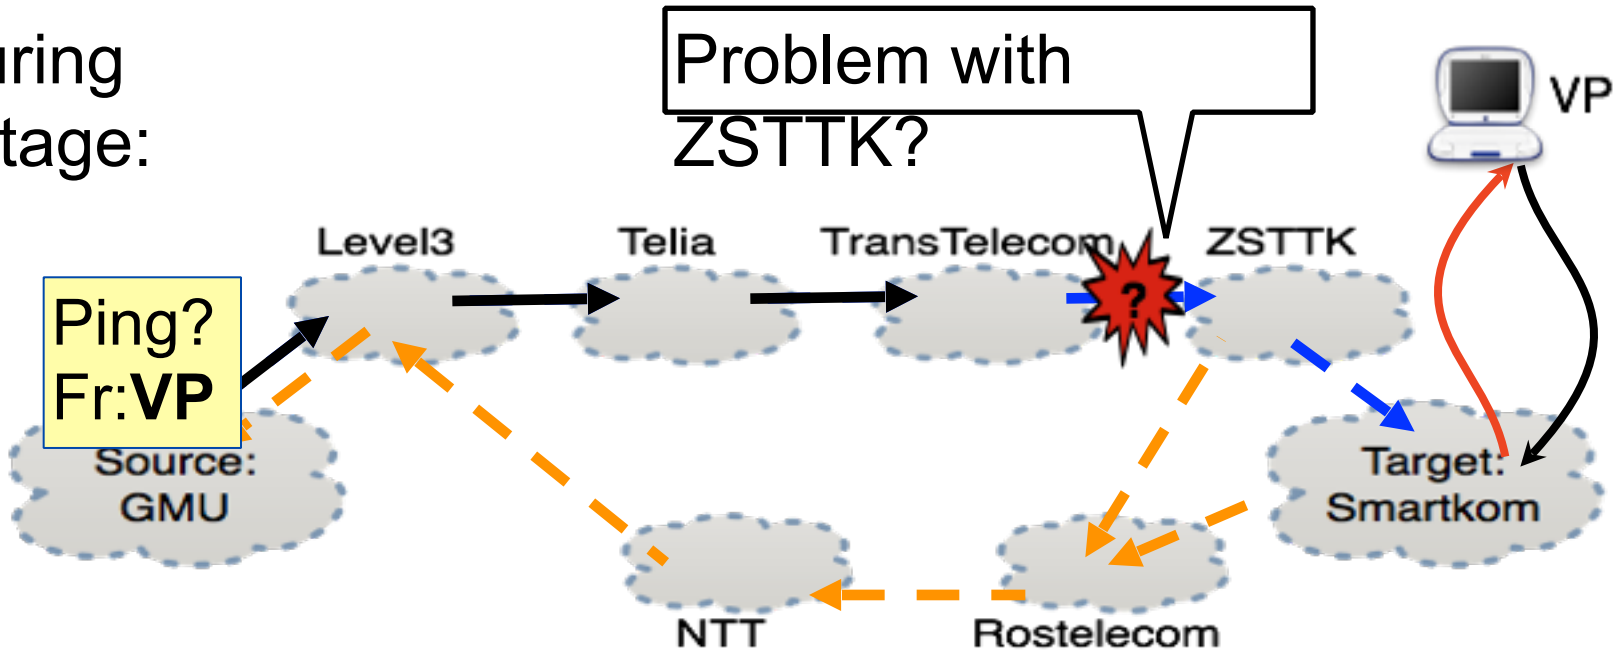 uring
tage:
Problem with
ZSTTK?
VP
Level3
Telia
TransTelecom
ZSTTK
?
Ping?
Fr:VP
Source:
GMU
Target:
Smartkom
NTT
Rostelecom